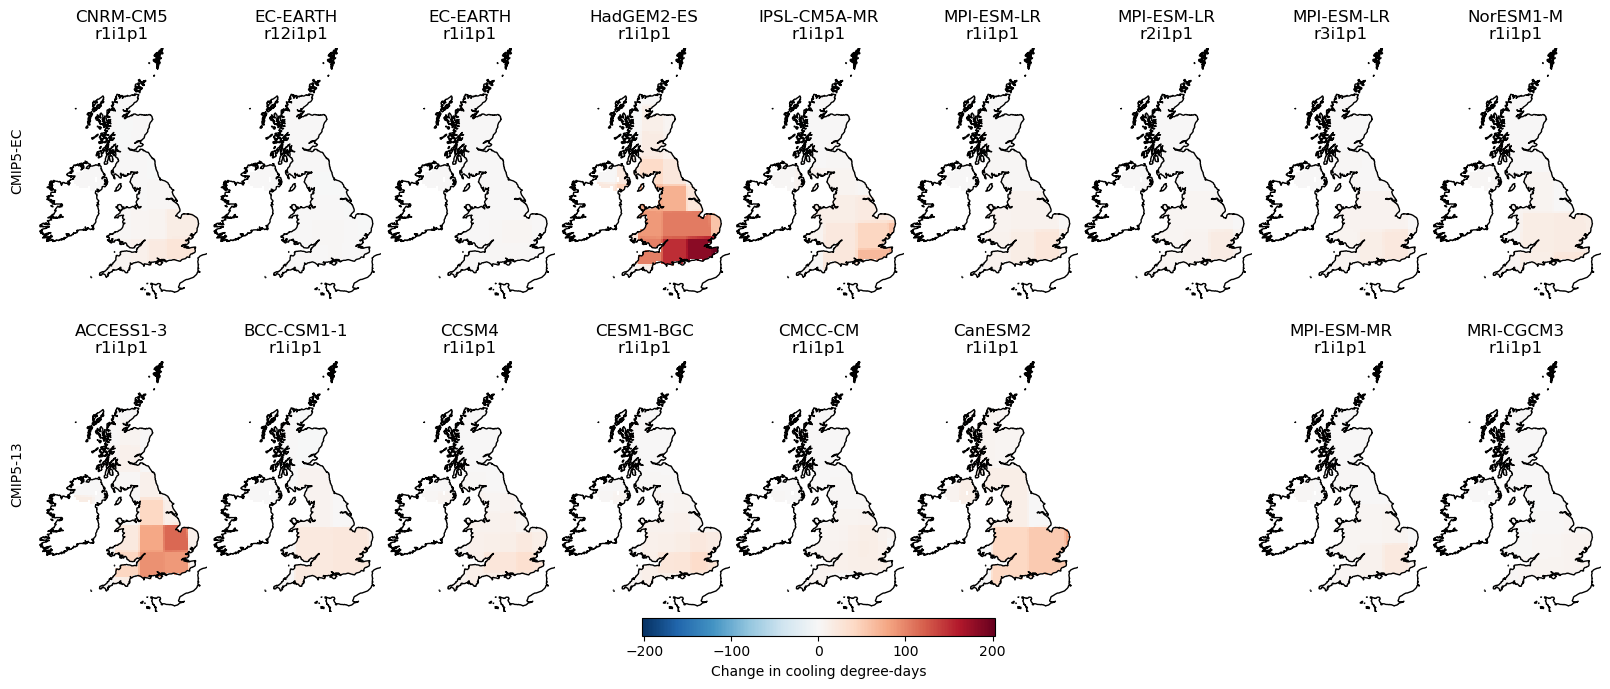 CNRM-CM5
r1i1p1
EC-EARTH
r12i1p1
EC-EARTH
r1i1p1
HadGEM2-ES
r1i1p1
IPSL-CM5A-MR
r1i1p1
MPI-ESM-LR
r1i1p1
MPI-ESM-LR
r2i1p1
MPI-ESM-LR
r3i1p1
NorESM1-M
r1i1p1
CMIP5-EC
ACCESS1-3
r1i1p1
BCC-CSM1-1
r1i1p1
CCSM4
r1i1p1
CESM1-BGC
r1i1p1
CMCC-CM
r1i1p1
CanESM2
r1i1p1
MPI-ESM-MR
r1i1p1
MRI-CGCM3
r1i1p1
CMIP5-13
−200 −100 0 100 200
Change in cooling degree-days